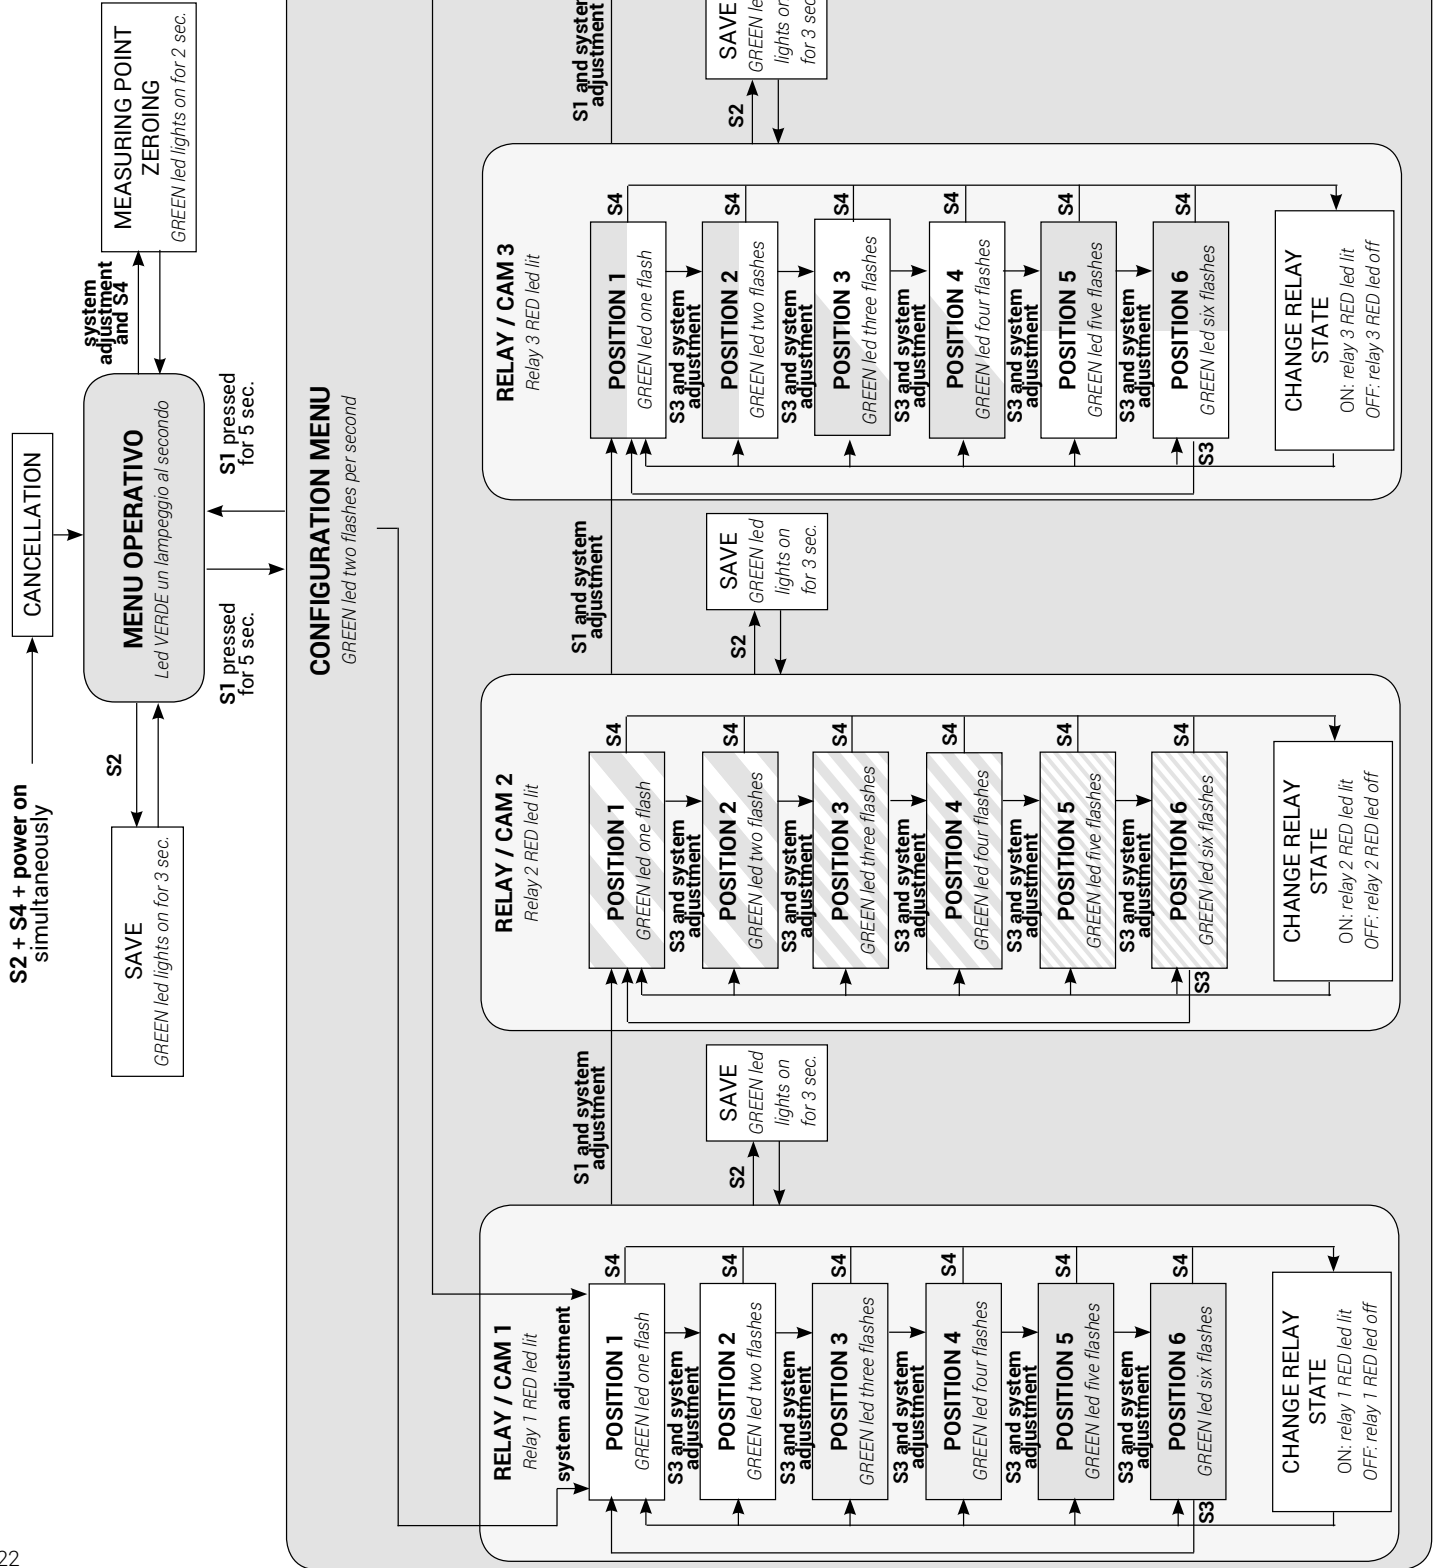 S2 + S4 + power on
simultaneously
CANCELLATION
SAVE
GREEN led lights on for 3 sec.
S2
MENU OPERATIVO
Led VERDE un lampeggio al secondo
system
adjustment
and S4
MEASURING POINT
ZEROING
GREEN led lights on for 2 sec.
S1 pressed
for 5 sec.
S1 pressed
for 5 sec.
CONFIGURATION MENU
GREEN led two flashes per second
RELAY / CAM 1
Relay 1 RED led lit
system adjustment
POSITION 1
GREEN led one flash
S4
S3 and system
adjustment
POSITION 2
GREEN led two flashes
S4
S3 and system
adjustment
POSITION 3
GREEN led three flashes
S4
S3 and system
adjustment
POSITION 4
GREEN led four flashes
S4
S3 and system
adjustment
POSITION 5
GREEN led five flashes
S4
S3 and system
adjustment
POSITION 6
GREEN led six flashes
S4
S3
CHANGE RELAY
STATE
ON: relay 1 RED led lit
OFF: relay 1 RED led off
S1 and system
adjustment
S2
SAVE
GREEN led
lights on
for 3 sec.
RELAY / CAM 2
Relay 2 RED led lit
POSITION 1
GREEN led one flash
S4
S3 and system
adjustment
POSITION 2
GREEN led two flashes
S4
S3 and system
adjustment
POSITION 3
GREEN led three flashes
S4
S3 and system
adjustment
POSITION 4
GREEN led four flashes
S4
S3 and system
adjustment
POSITION 5
GREEN led five flashes
S4
S3 and system
adjustment
POSITION 6
GREEN led six flashes
S4
S3
CHANGE RELAY
STATE
ON: relay 2 RED led lit
OFF: relay 2 RED led off
S1 and system
adjustment
S2
SAVE
GREEN led
lights on
for 3 sec.
RELAY / CAM 3
Relay 3 RED led lit
POSITION 1
GREEN led one flash
S4
S3 and system
adjustment
POSITION 2
GREEN led two flashes
S4
S3 and system
adjustment
POSITION 3
GREEN led three flashes
S4
S3 and system
adjustment
POSITION 4
GREEN led four flashes
S4
S3 and system
adjustment
POSITION 5
GREEN led five flashes
S4
S3 and system
adjustment
POSITION 6
GREEN led six flashes
S4
S3
CHANGE RELAY
STATE
ON: relay 3 RED led lit
OFF: relay 3 RED led off
S1 and system
adjustment
S2
SAVE
GREEN
lights on
for 3 sec.
22